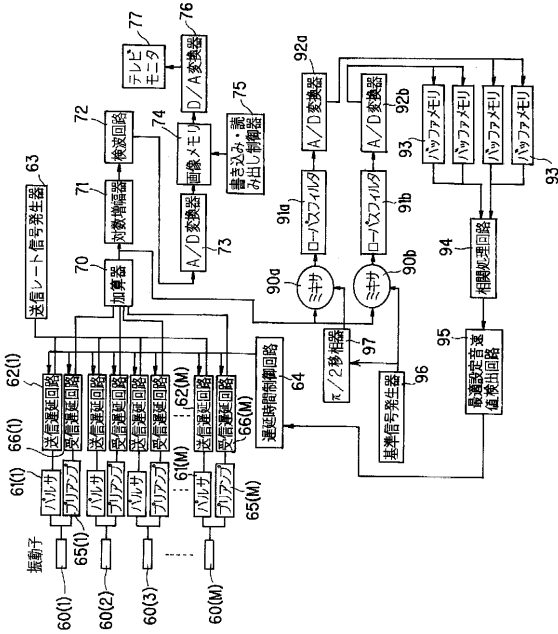 振動子
60(1)
60(2)
60(3)
60(M)
61(1)
パルサ
プリアンプ
65(1)
パルサ
プリアンプ
パルサ
プリアンプ
61(M)
パルサ
プリアンプ
65(M)
62(1)
66(1)
送信遅延回路
受信遅延回路
送信遅延回路
受信遅延回路
送信遅延回路
受信遅延回路
62(M)
送信遅延回路
受信遅延回路
66(M)
63
送信レート信号発生器
64
遅延時間制御回路
70
加算器
71
対数増幅器
72
検波回路
73
A/D変換器
74
画像メモリ
75
書き込み・読
み出し制御器
76
D/A変換器
77
テレビ
モニタ
90a
ミキサ
90b
ミキサ
91a
ローパスフィルタ
91b
ローパスフィルタ
92a
A/D変換器
92b
A/D変換器
93
バッファメモリ
バッファメモリ
バッファメモリ
バッファメモリ
93
94
相関処理回路
95
最適設定音速
値検出回路
96
基準信号発生器
97
π/2移相器